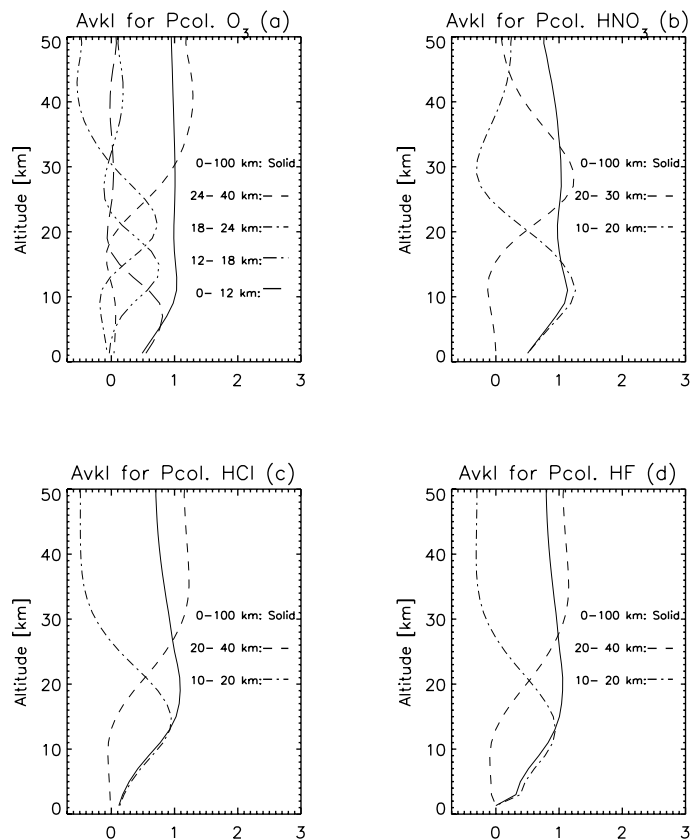 Avkl for Pcol. O3 (a)
50
40
30
20
10
0
Altitude [km]
0-100 km: Solid
24- 40 km:
18- 24 km:
12- 18 km:
0- 12 km:
0 1 2 3
Avkl for Pcol. HNO3 (b)
50
40
30
20
10
0
Altitude [km]
0-100 km: Solid
20- 30 km:
10- 20 km:
0 1 2 3
Avkl for Pcol. HCl (c)
50
40
30
20
10
0
Altitude [km]
0-100 km: Solid
20- 40 km:
10- 20 km:
0 1 2 3
Avkl for Pcol. HF (d)
50
40
30
20
10
0
Altitude [km]
0-100 km: Solid
20- 40 km:
10- 20 km:
0 1 2 3